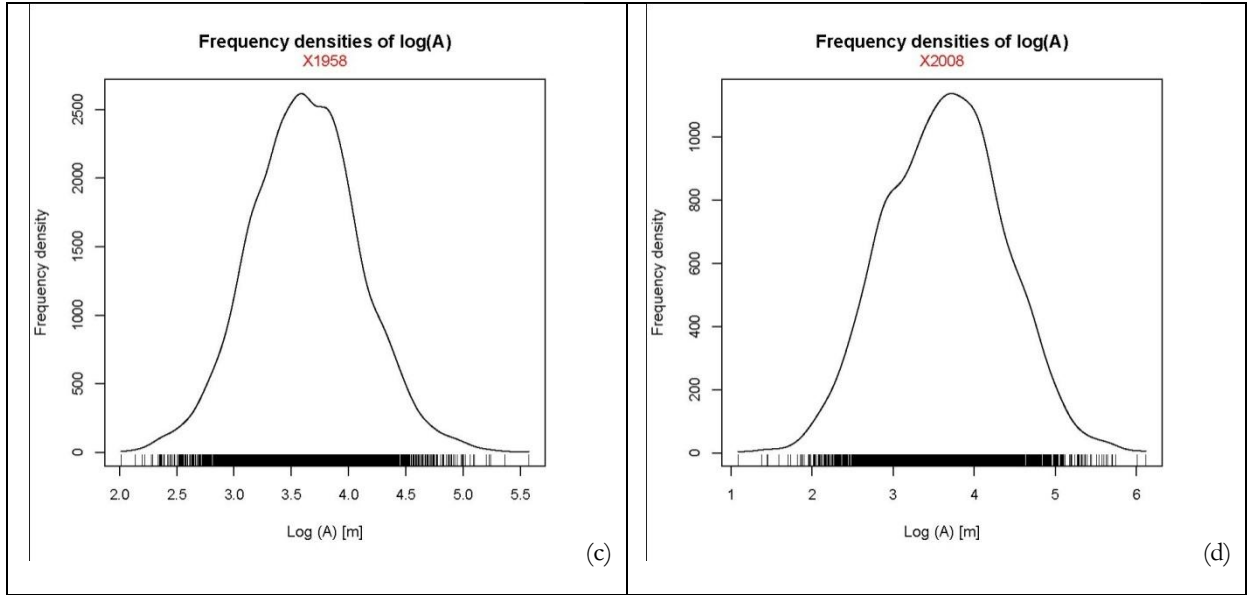 Frequency densities of log(A)
X1958
Frequency density
0
500
1000
1500
2000
2500
2.0 2.5 3.0 3.5 4.0 4.5 5.0 5.5
Log (A) [m]
(c)
Frequency densities of log(A)
X2008
Frequency density
0
200
400
600
800
1000
1 2 3 4 5 6
Log (A) [m]
(d)